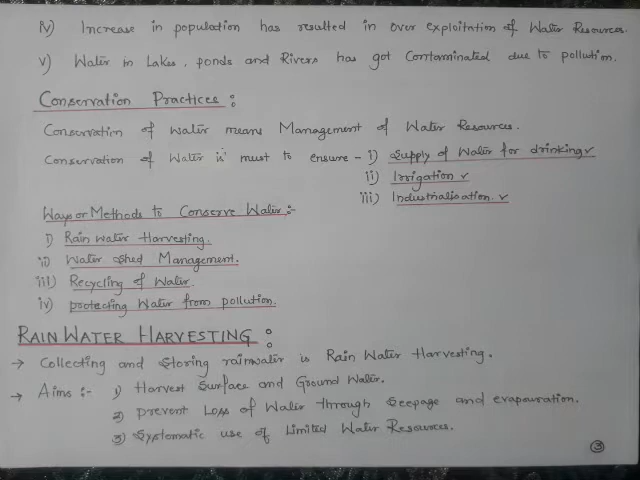 iv) Increase in population has resulted in over exploitation of Water Resources.
v) Water in Lakes, ponds and Rivers has got Contaminated due to pollution.
Conservation Practices :
Conservation of water means Management of Water Resources.
Conservation of Water is must to ensure - i) Supply of Water for drinking ✓
ii) Irrigation ✓
iii) Industrialisation ✓
Ways or Methods to Conserve Water :-
i) Rain water Harvesting.
ii) Water shed Management.
iii) Recycling of Water.
iv) protecting Water from pollution.
RAIN WATER HARVESTING :
→ Collecting and Storing rainwater is Rain Water Harvesting.
→ Aims :- 1) Harvest Surface and Ground Water.
2) prevent Loss of Water through Seepage and evapouration.
3) Systematic use of Limited Water Resources.
3